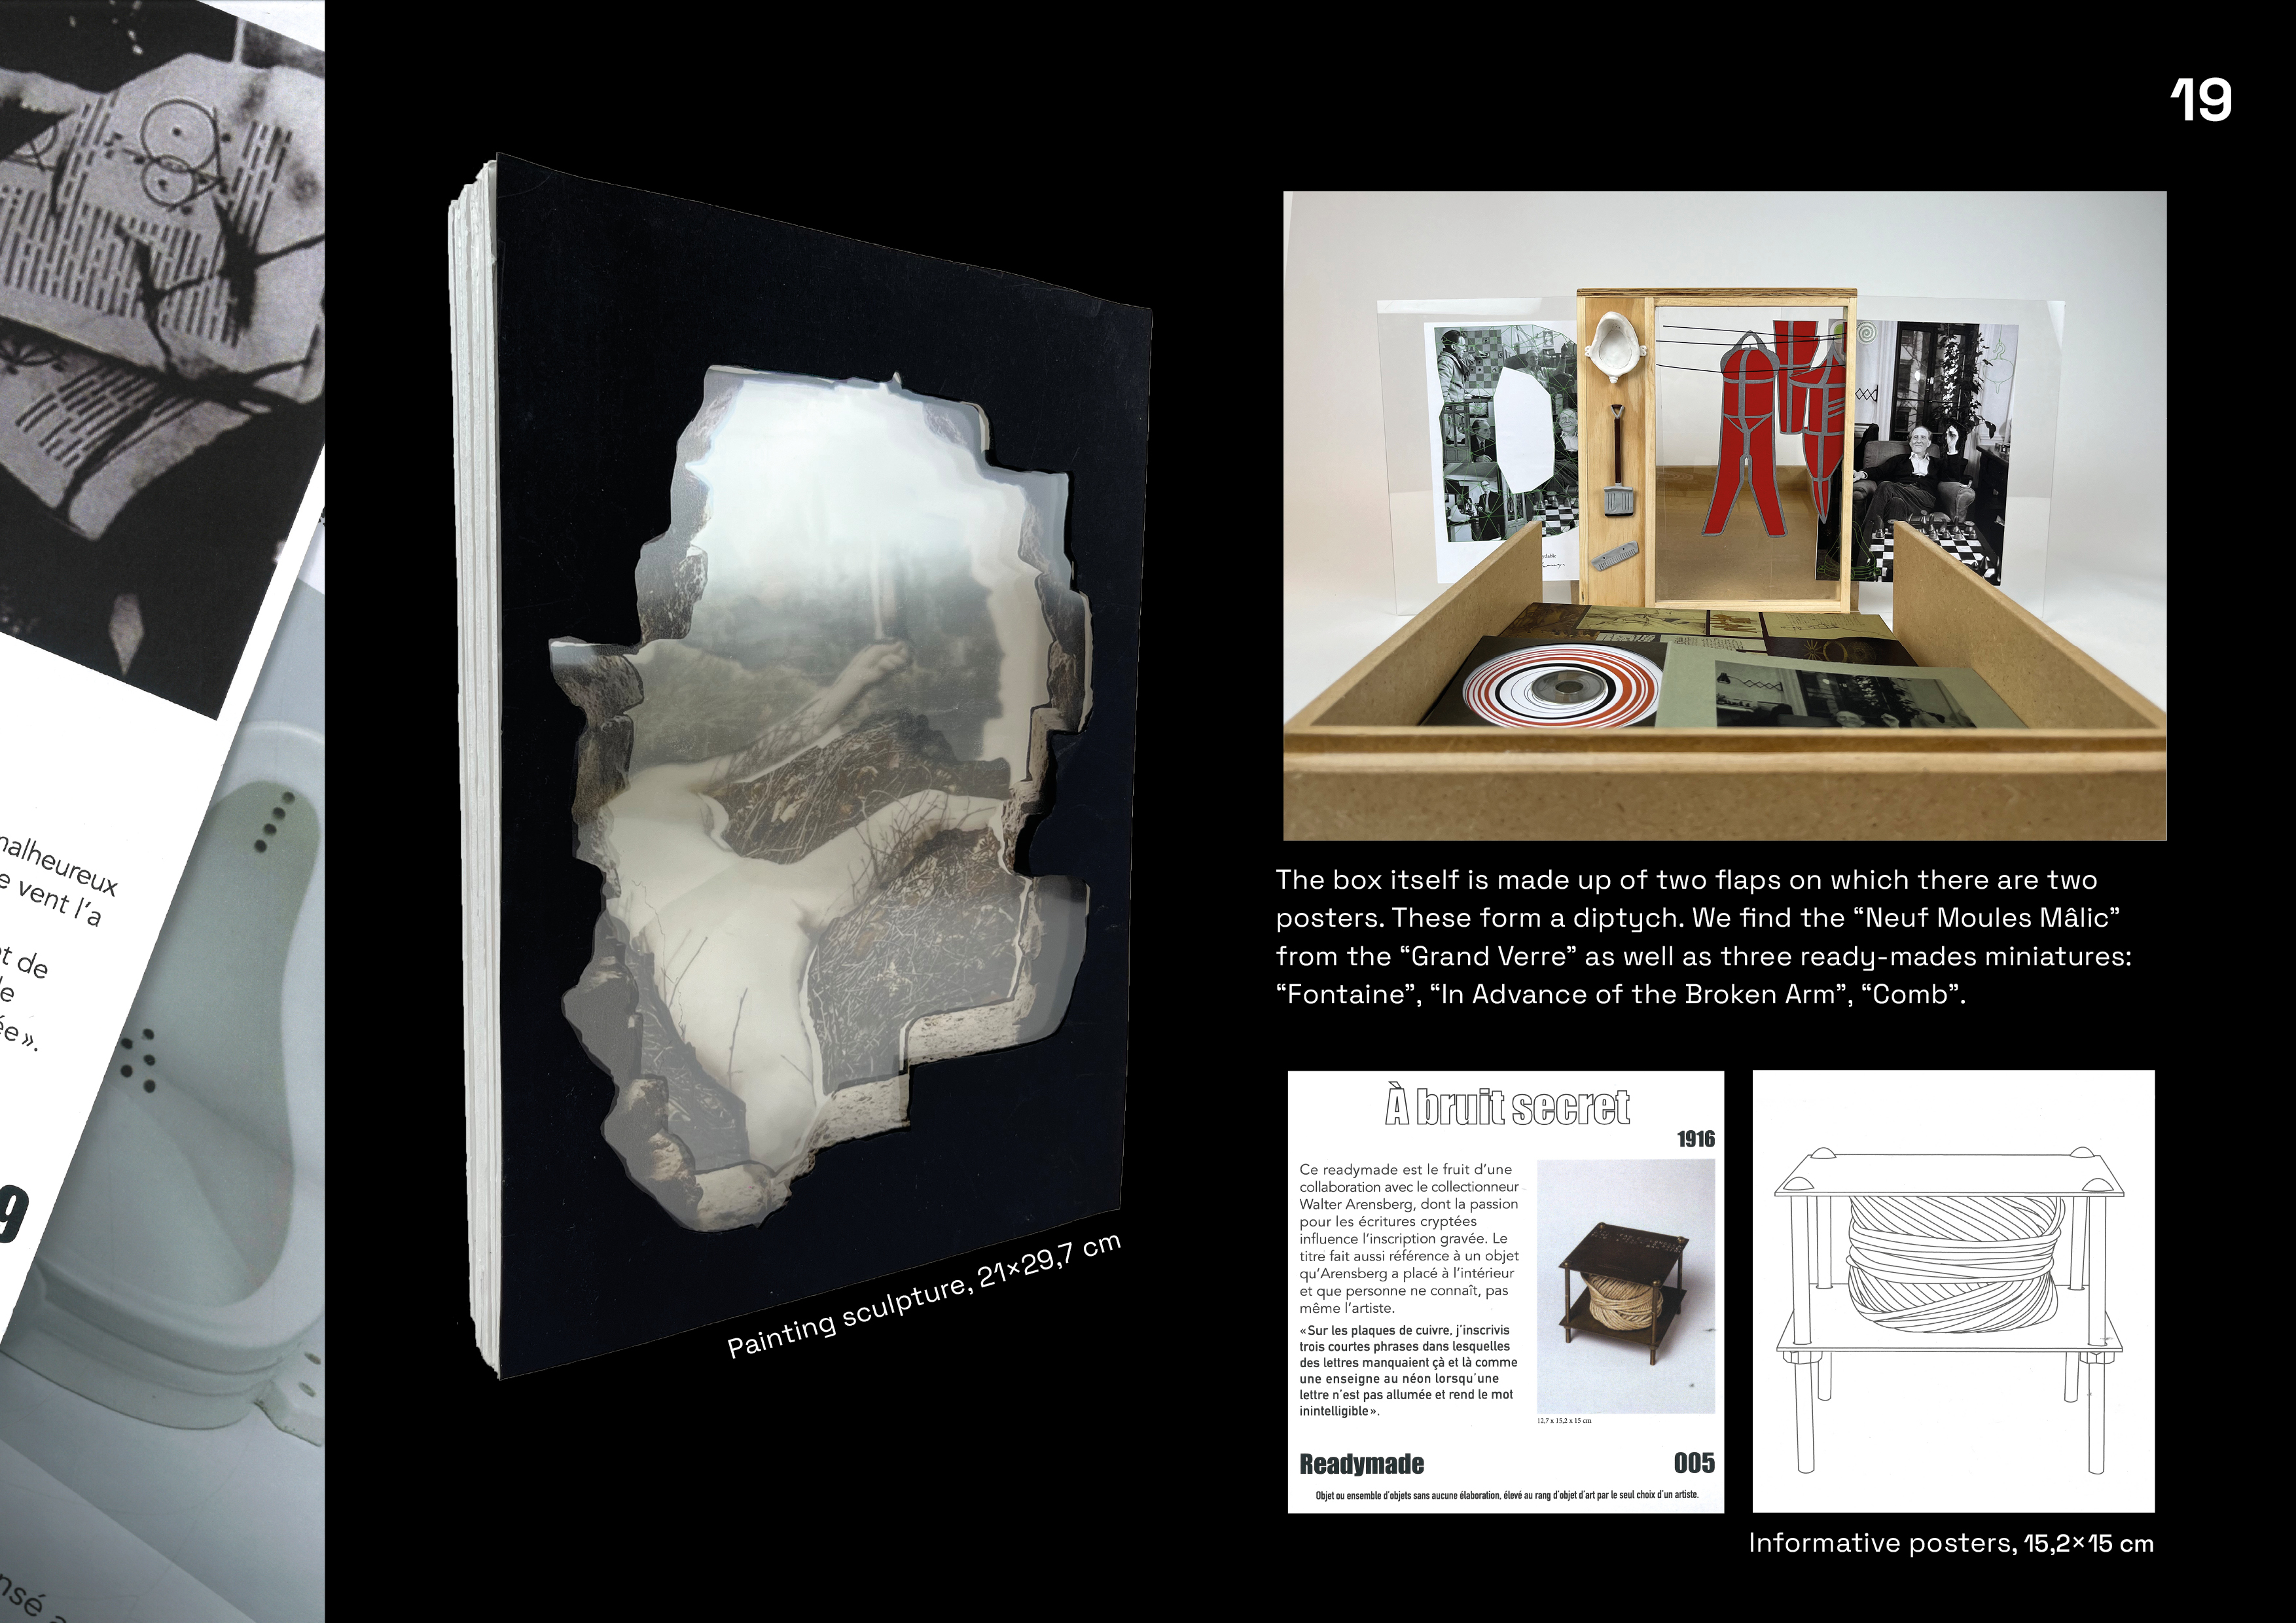 19
malheureux
e vent l'a
t de
le
ée ».
9
nsé
Painting sculpture, 21×29,7 cm
The box itself is made up of two flaps on which there are two
posters. These form a diptych. We find the “Neuf Moules Mâlic”
from the “Grand Verre” as well as three ready-mades miniatures:
“Fontaine”, “In Advance of the Broken Arm”, “Comb”.
À bruit secret
1916
Ce readymade est le fruit d’une
collaboration avec le collectionneur
Walter Arensberg, dont la passion
pour les écritures cryptées
influence l’inscription gravée. Le
titre fait aussi référence à un objet
qu’Arensberg a placé à l’intérieur
et que personne ne connaît, pas
même l’artiste.
«Sur les plaques de cuivre, j’inscrivis
trois courtes phrases dans lesquelles
des lettres manquaient çà et là comme
une enseigne au néon lorsqu’une
lettre n’est pas allumée et rend le mot
inintelligible».
12,7 x 15,2 x 15 cm
Readymade
005
Objet ou ensemble d’objets sans aucune élaboration, élevé au rang d’objet d’art par le seul choix d’un artiste.
Informative posters, 15,2×15 cm